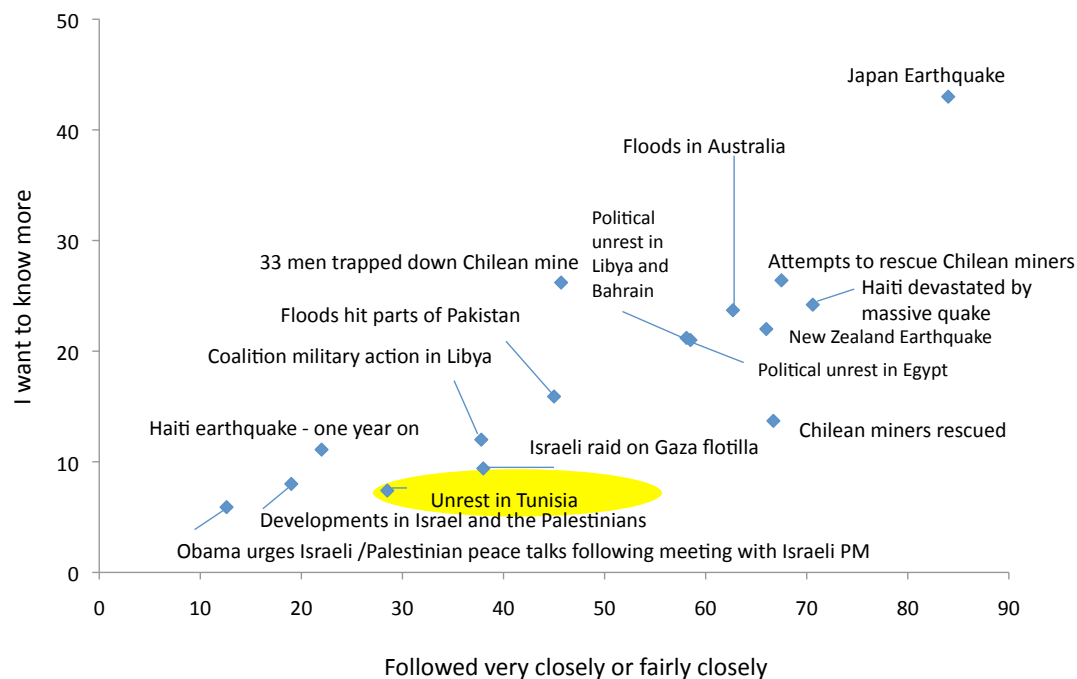 50
Japan Earthquake
40
Floods in Australia
I want to know more
30
Political
unrest in
Libya and
Bahrain
33 men trapped down Chilean mine
Attempts to rescue Chilean miners
Haiti devastated by
massive quake
Floods hit parts of Pakistan
New Zealand Earthquake
20
Coalition military action in Libya
Political unrest in Egypt
Haiti earthquake - one year on
Chilean miners rescued
Israeli raid on Gaza flotilla
10
Unrest in Tunisia
Developments in Israel and the Palestinians
Obama urges Israeli /Palestinian peace talks following meeting with Israeli PM
0
0 10 20 30 40 50 60 70 80 90
Followed very closely or fairly closely